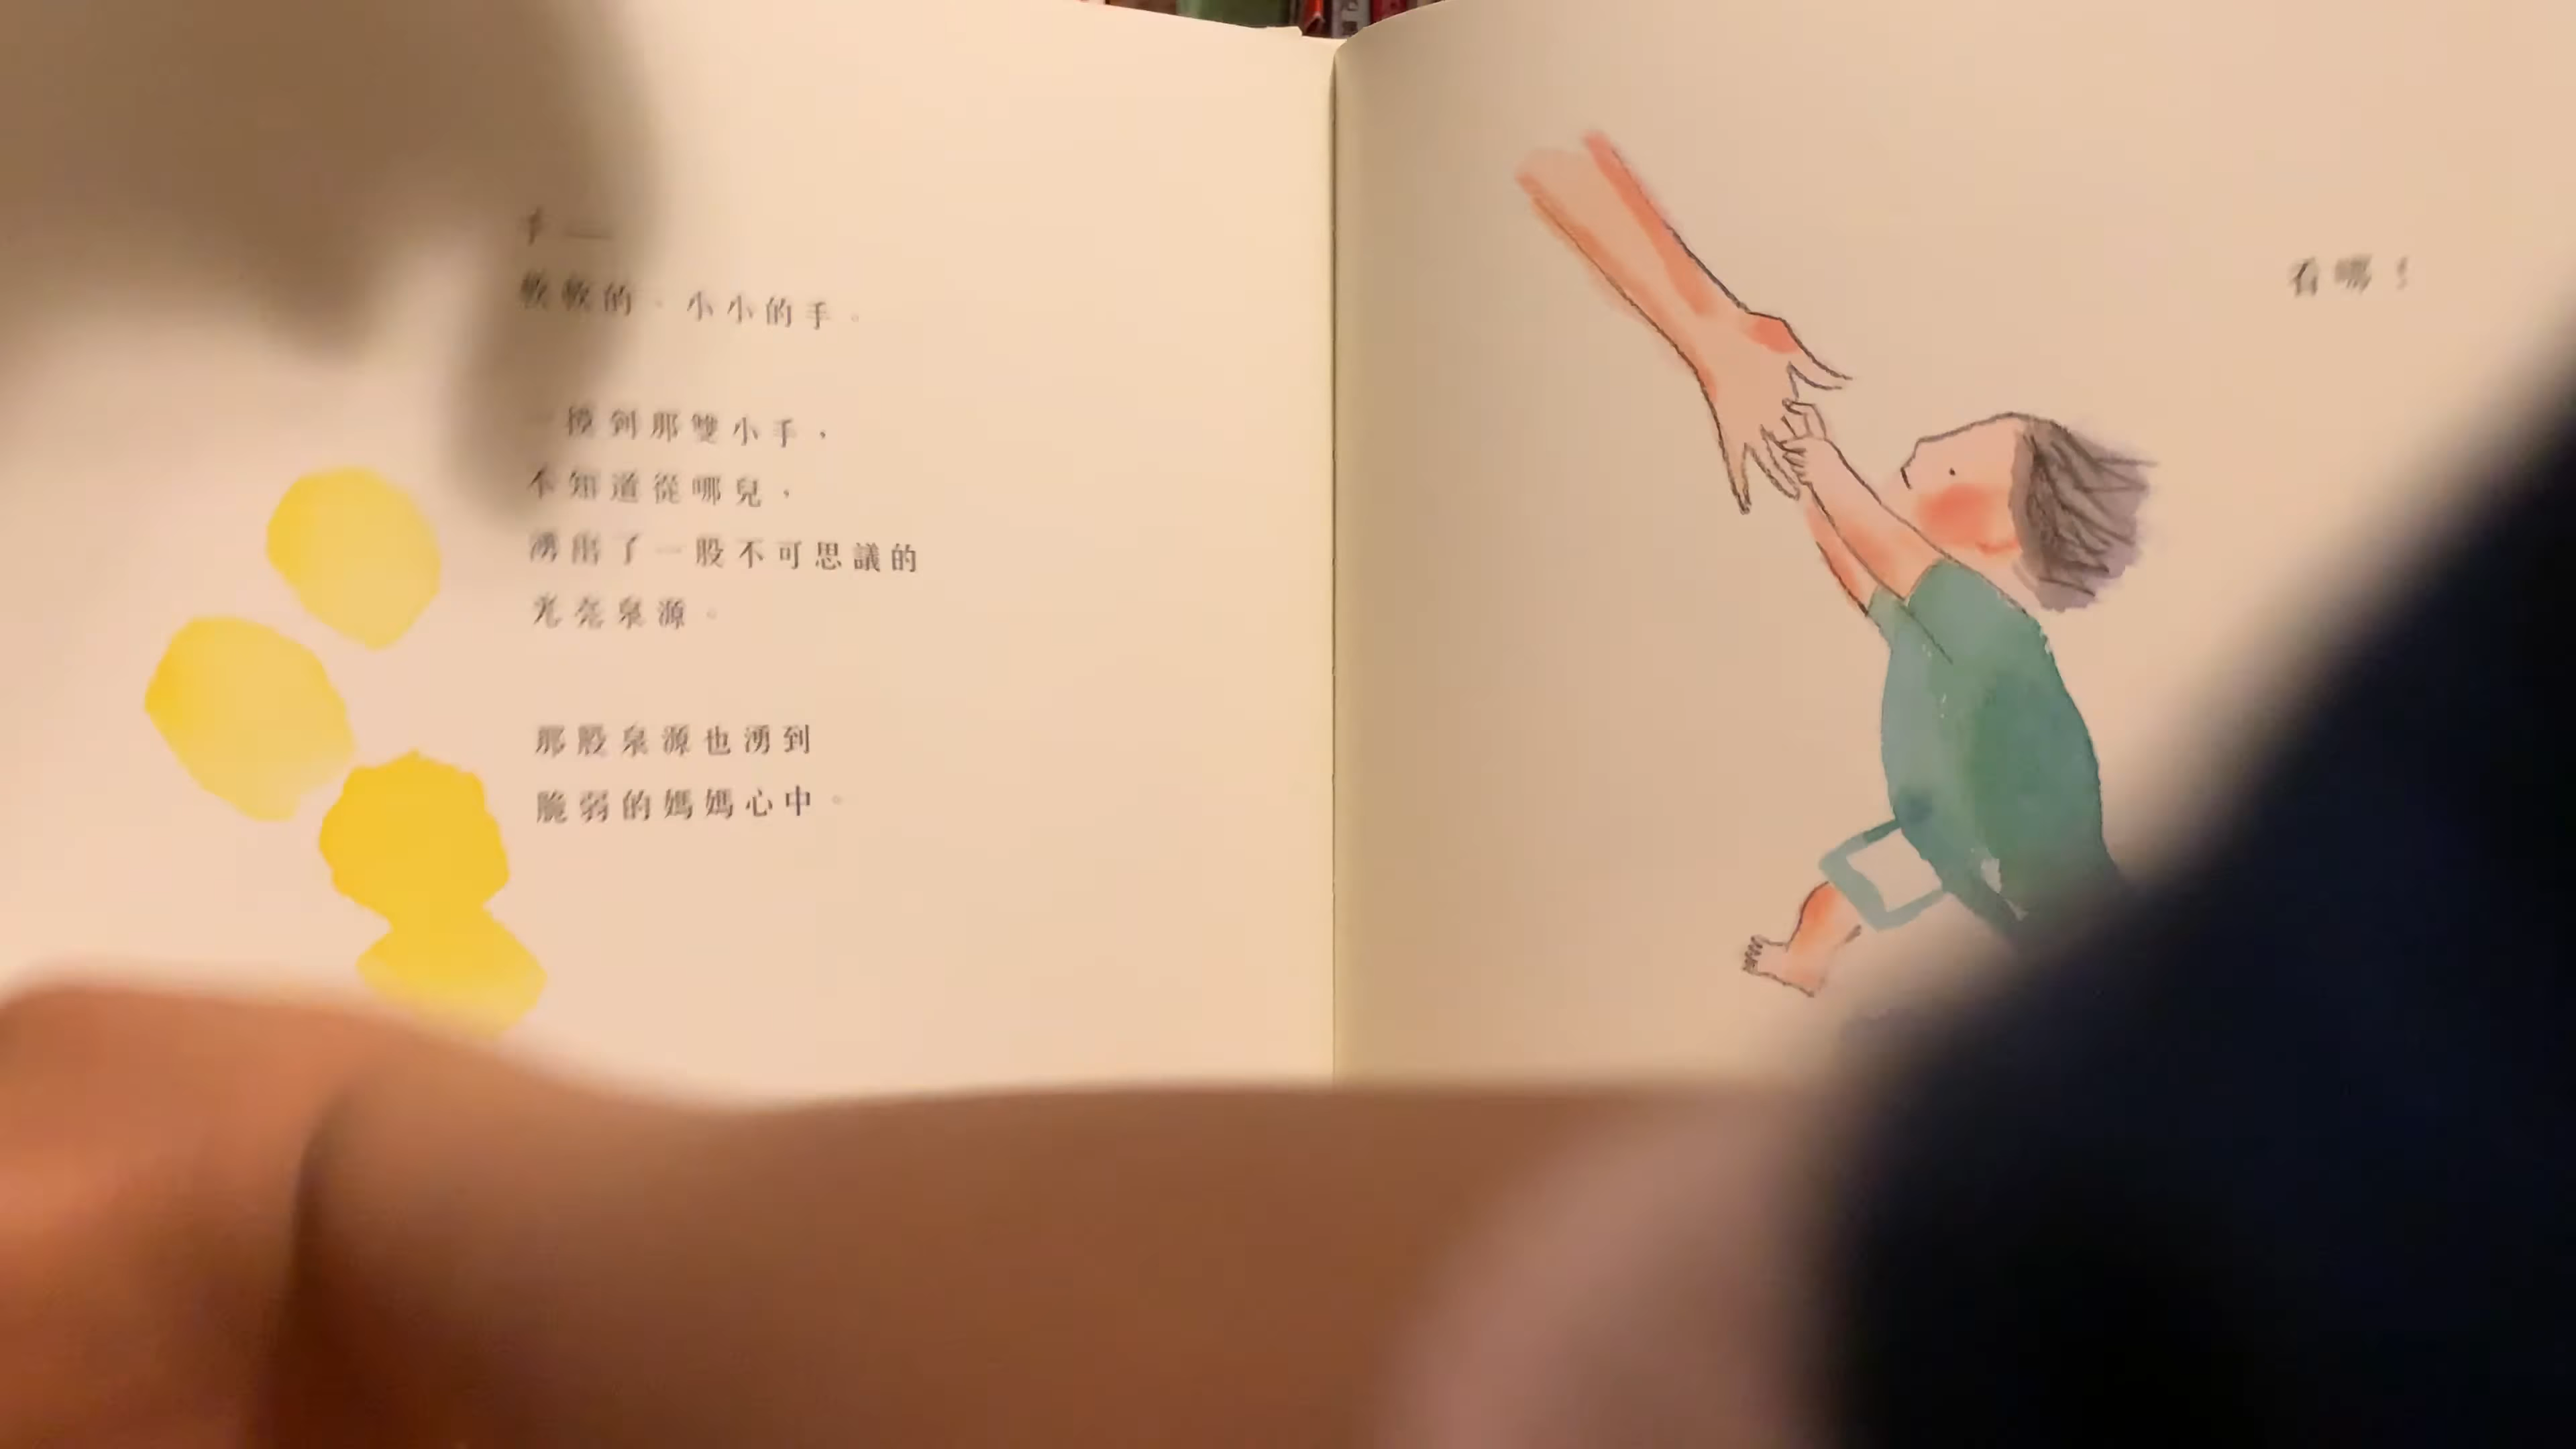 手——
軟軟的、小小的手。
一摸到那雙小手，
不知道從哪兒，
湧出了一股不可思議的
光亮泉源。
那股泉源也湧到
脆弱的媽媽心中。
看哪！